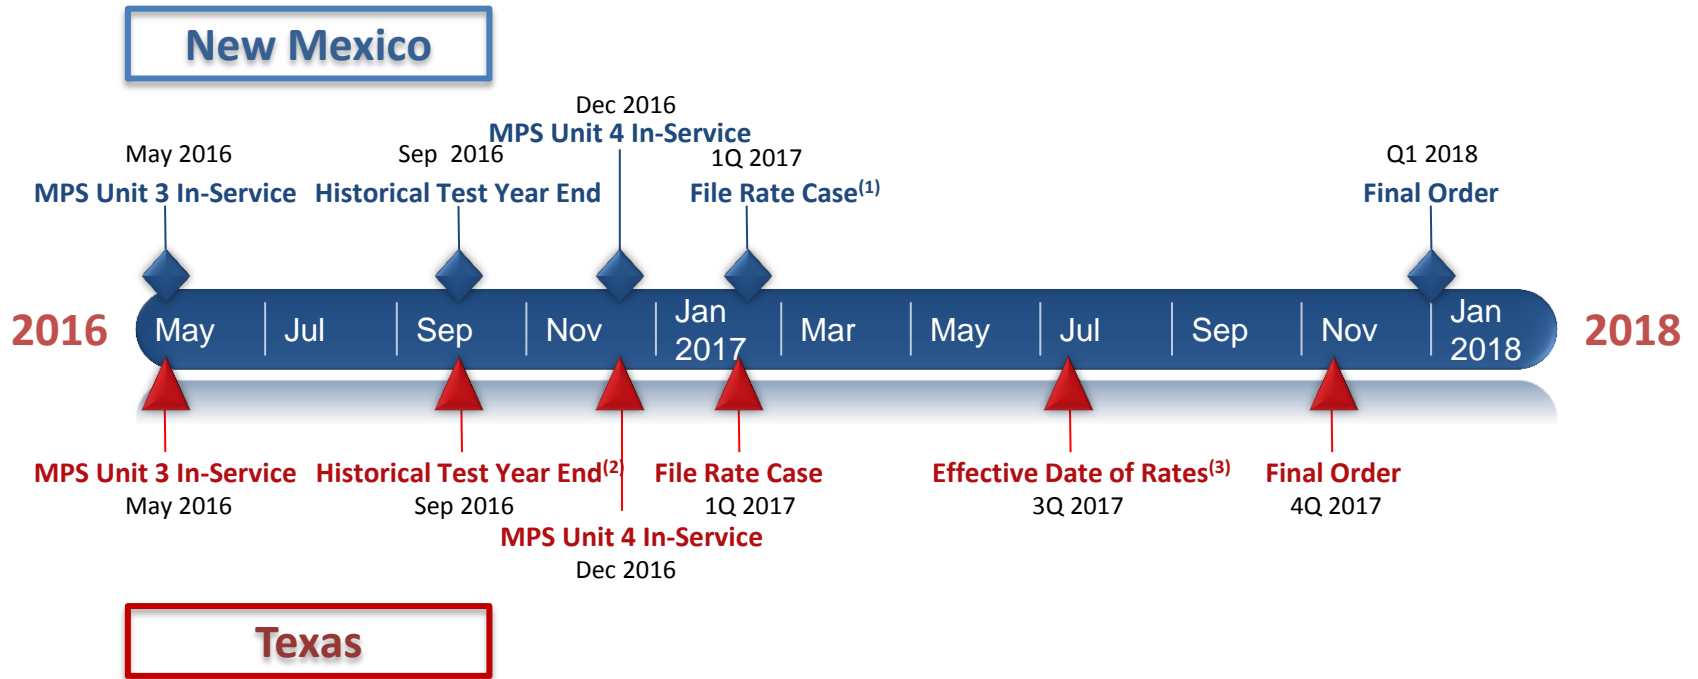 New Mexico
Dec 2016
MPS Unit 4 In-Service
May 2016
MPS Unit 3 In-Service
Sep 2016
Historical Test Year End
1Q 2017
File Rate Case(1)
Q1 2018
Final Order
2016
May
Jul
Sep
Nov
Jan
2017
Mar
May
Jul
Sep
Nov
Jan
2018
2018
MPS Unit 3 In-Service
May 2016
Historical Test Year End(2)
Sep 2016
MPS Unit 4 In-Service
Dec 2016
File Rate Case
1Q 2017
Effective Date of Rates(3)
3Q 2017
Final Order
4Q 2017
Texas